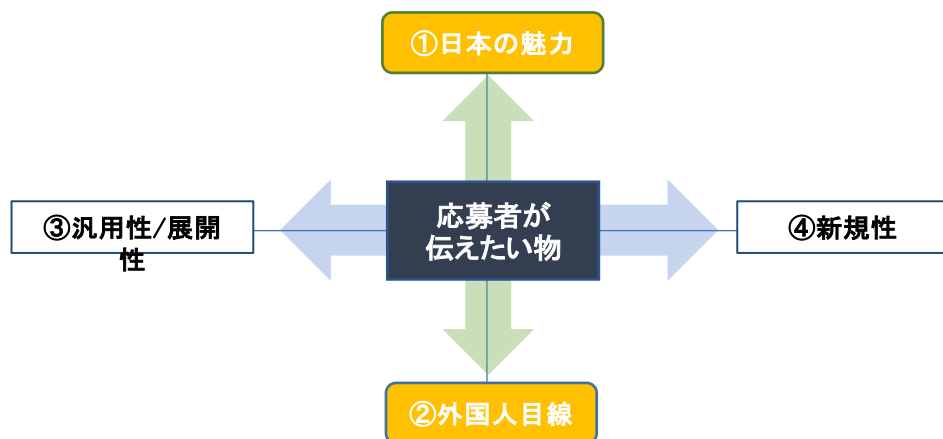 ①日本の魅力
応募者が
伝えたい物
③汎用性/展開
性
④新規性
②外国人目線